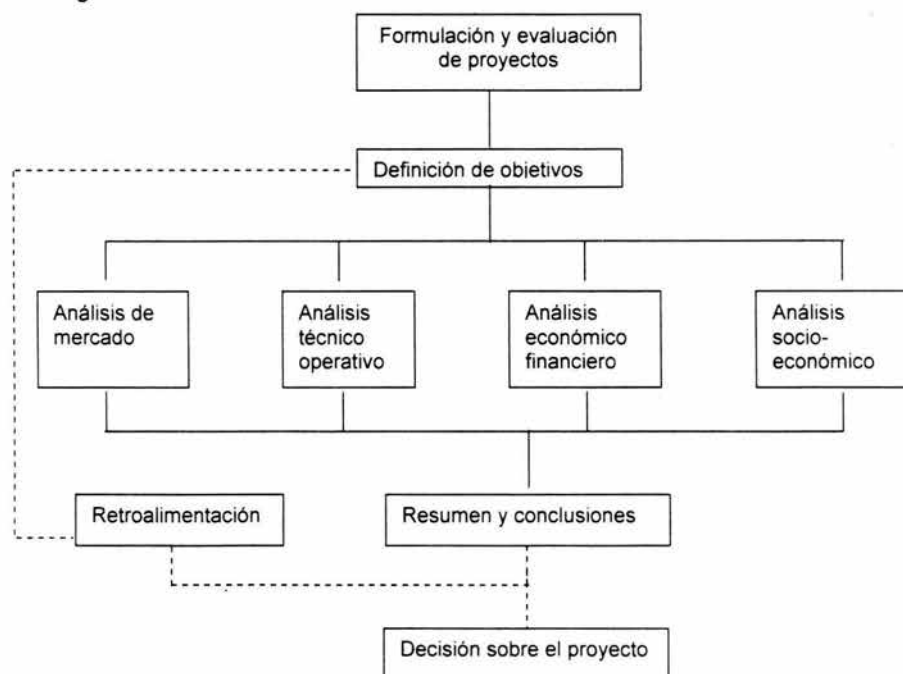 Formulación y evaluación
de proyectos
Definición de objetivos
Análisis de
mercado
Análisis
técnico
operativo
Análisis
económico
financiero
Análisis
socio-
económico
Retroalimentación
Resumen y conclusiones
Decisión sobre el proyecto